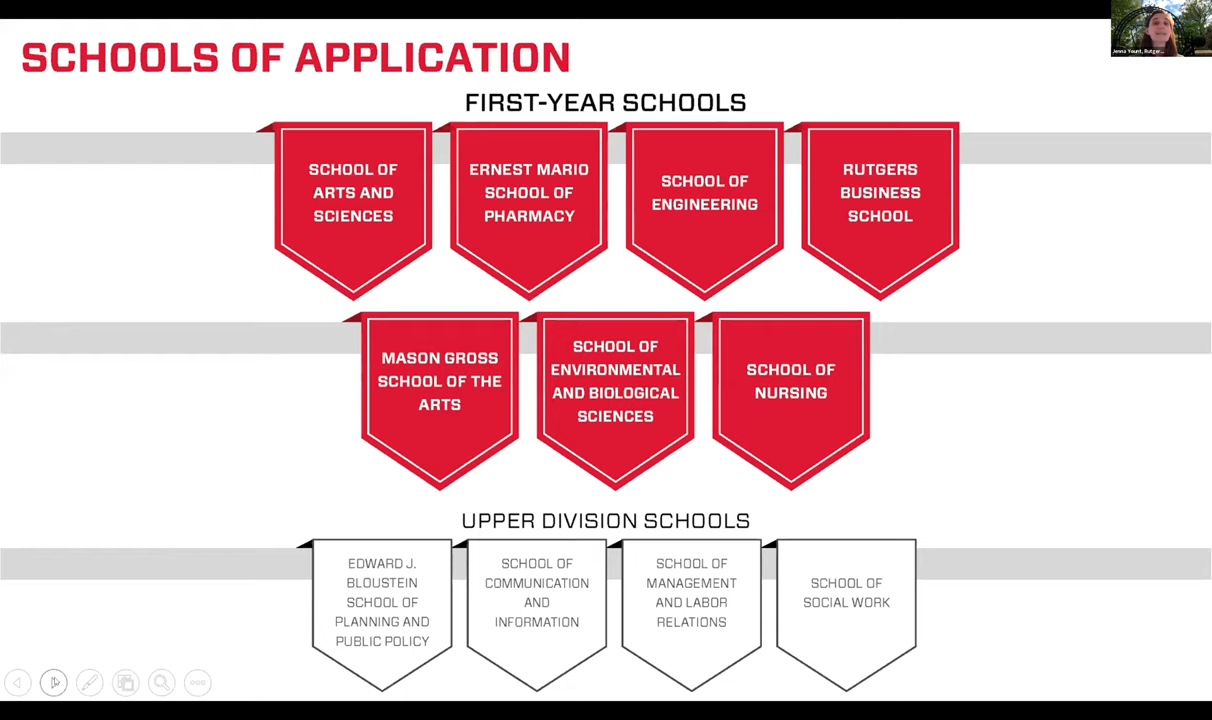 SCHOOLS OF APPLICATION
FIRST-YEAR SCHOOLS
SCHOOL OF
ARTS AND
SCIENCES
ERNEST MARIO
SCHOOL OF
PHARMACY
SCHOOL OF
ENGINEERING
RUTGERS
BUSINESS
SCHOOL
MASON GROSS
SCHOOL OF THE
ARTS
SCHOOL OF
ENVIRONMENTAL
AND BIOLOGICAL
SCIENCES
SCHOOL OF
NURSING
UPPER DIVISION SCHOOLS
EDWARD J.
BLOUSTEIN
SCHOOL OF
PLANNING AND
PUBLIC POLICY
SCHOOL OF
COMMUNICATION
AND
INFORMATION
SCHOOL OF
MANAGEMENT
AND LABOR
RELATIONS
SCHOOL OF
SOCIAL WORK
Jenna Yount, Rutger...